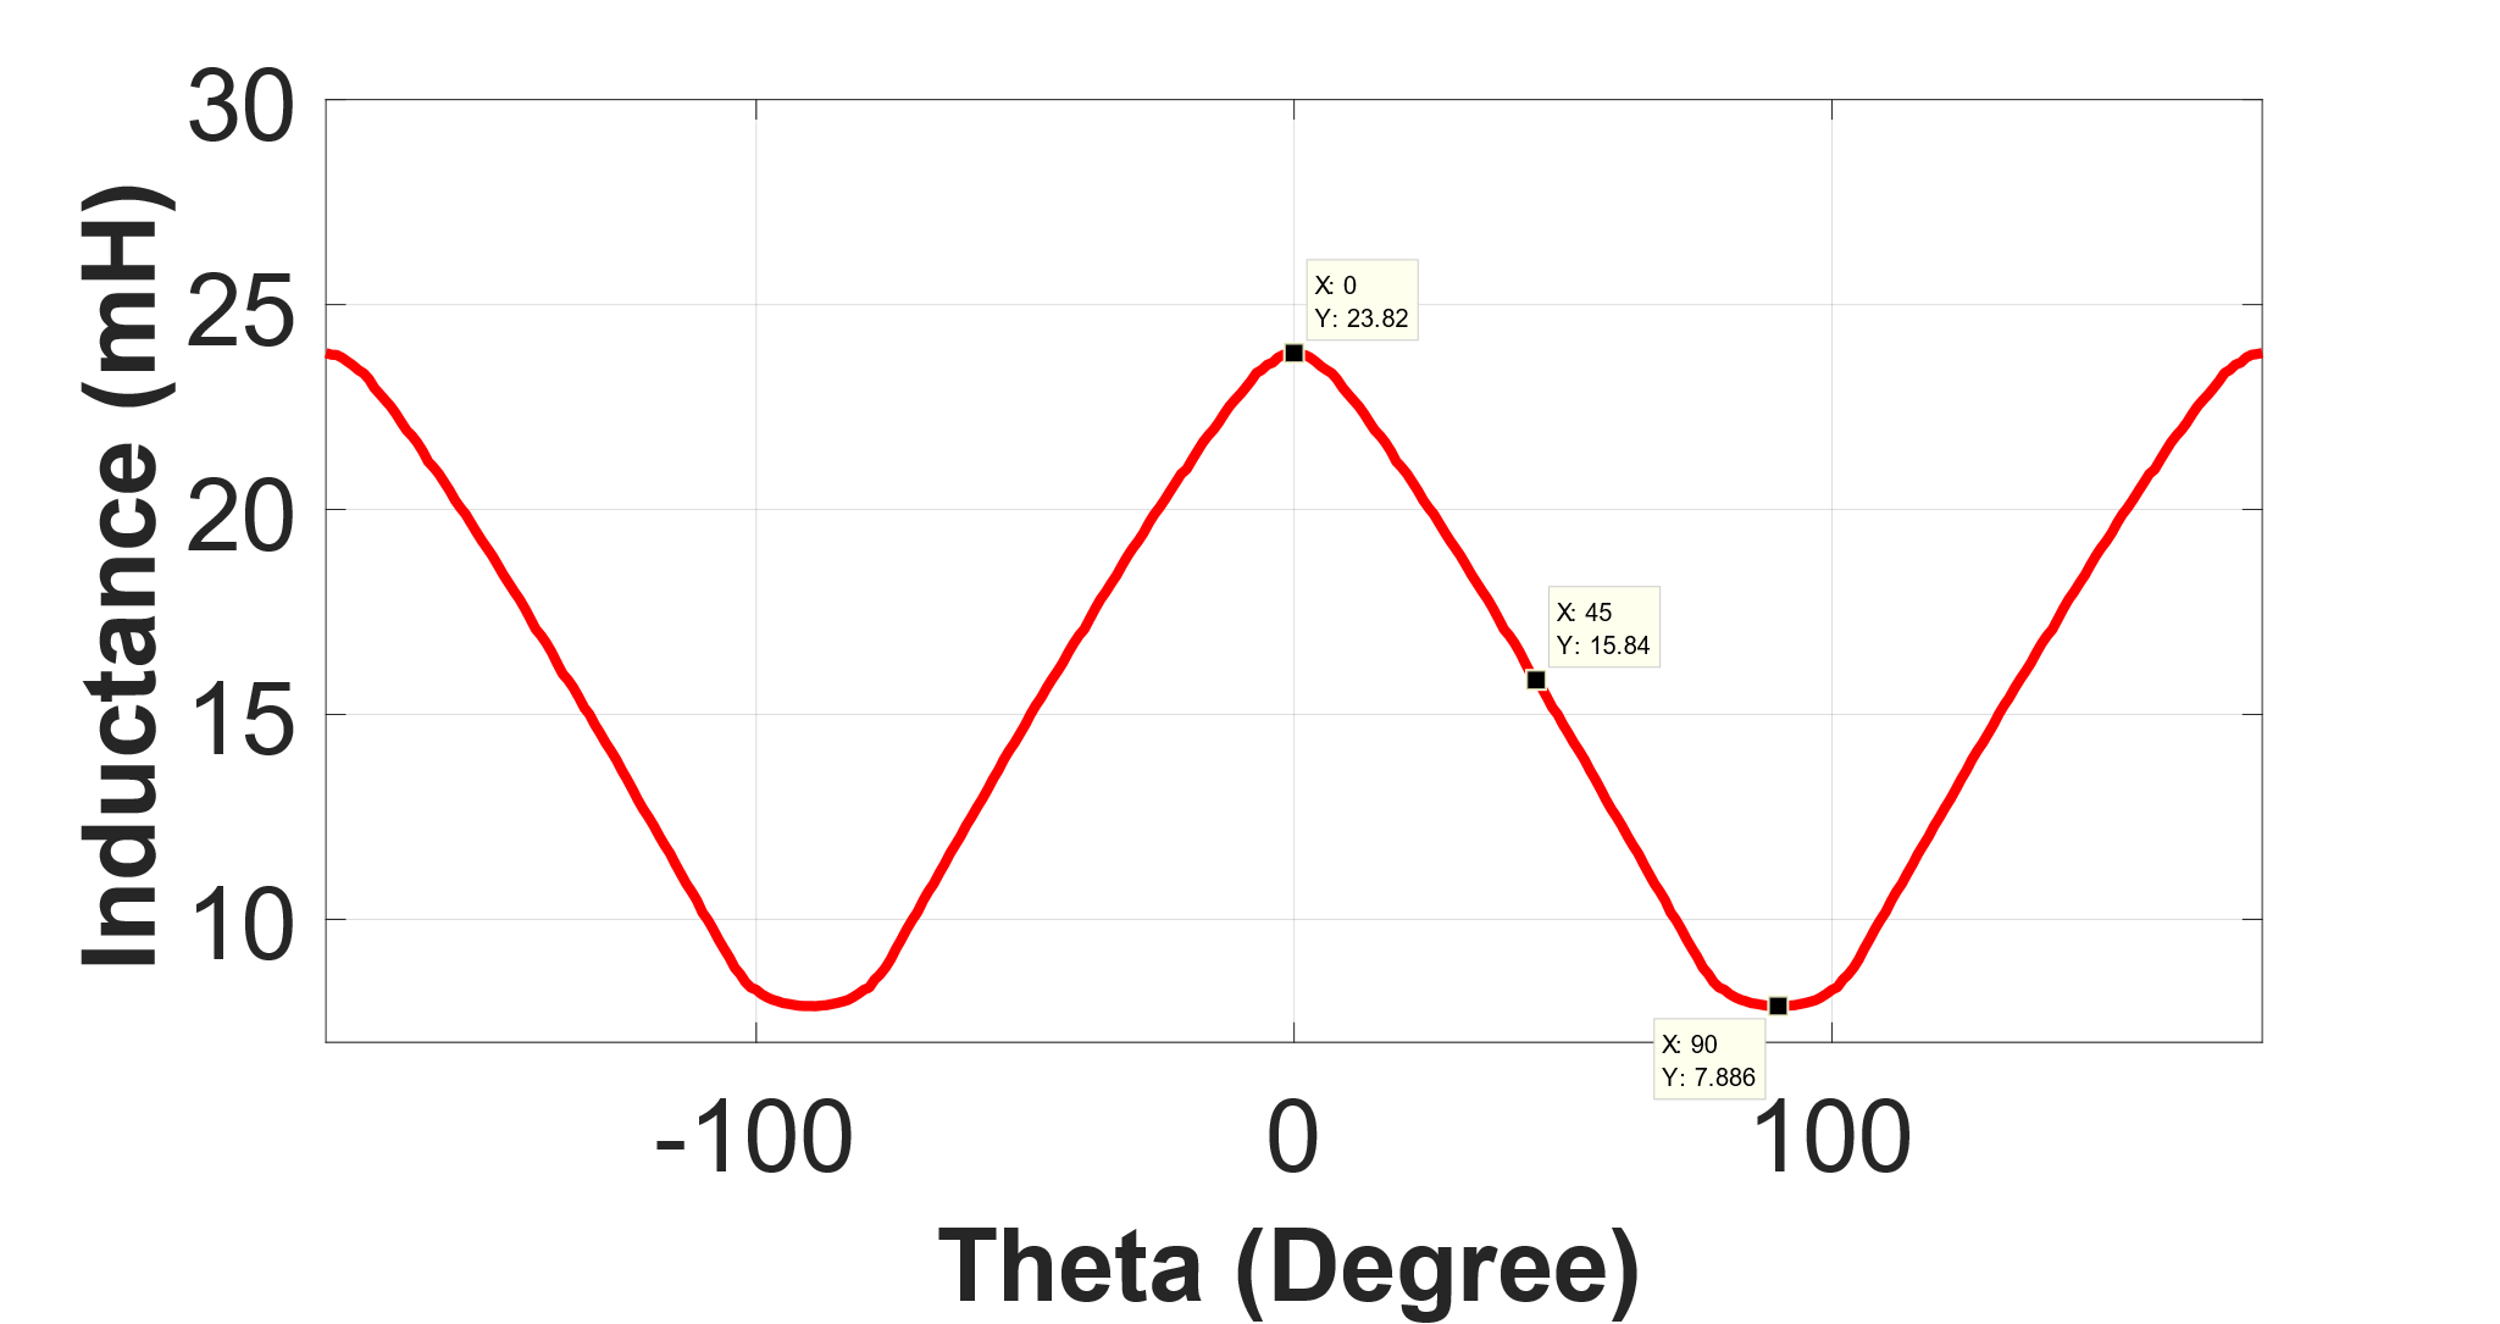 30
25
20
15
10
Inductance (mH)
X: 0
Y: 23.82
X: 45
Y: 15.84
X: 90
Y: 7.886
-100
0
100
Theta (Degree)